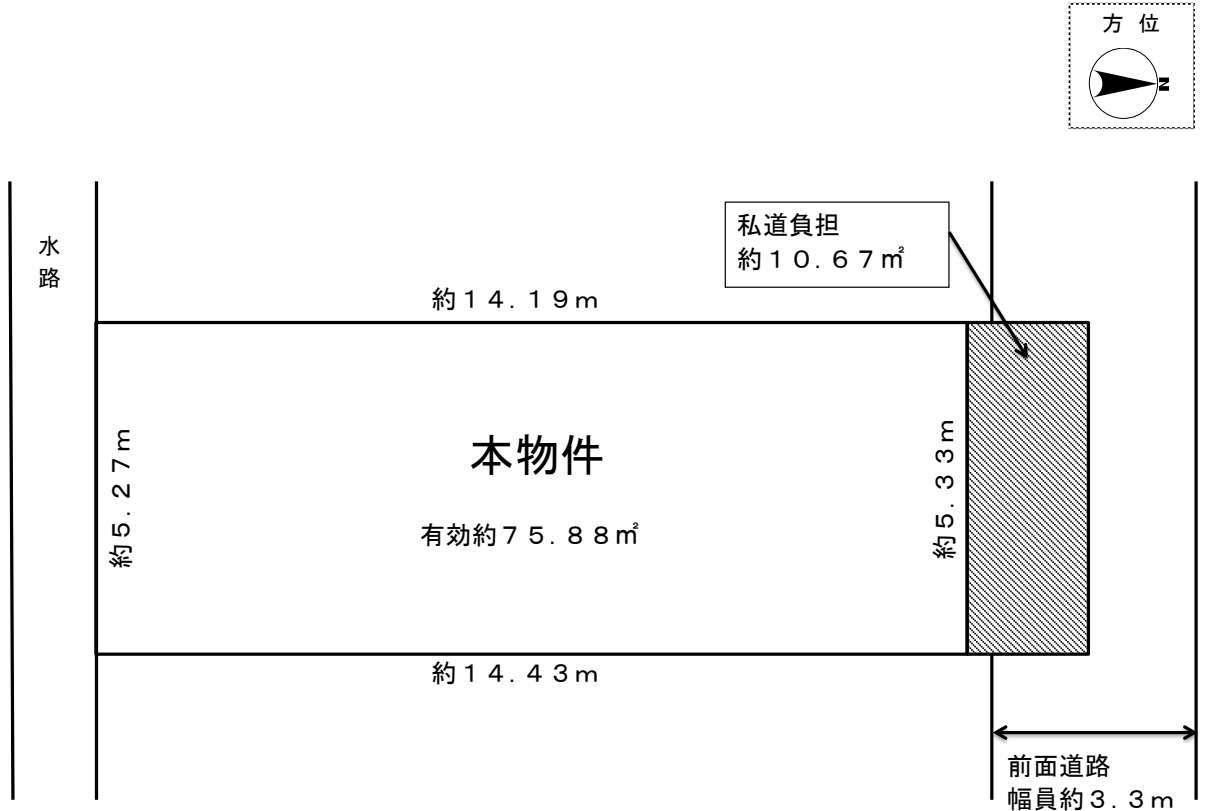 方 位
N
水
路
私道負担
約１０．６７㎡
約１４．１９ｍ
約５．２７ｍ
本物件
有効約７５．８８㎡
約５．３３ｍ
約１４．４３ｍ
前面道路
幅員約３．３ｍ